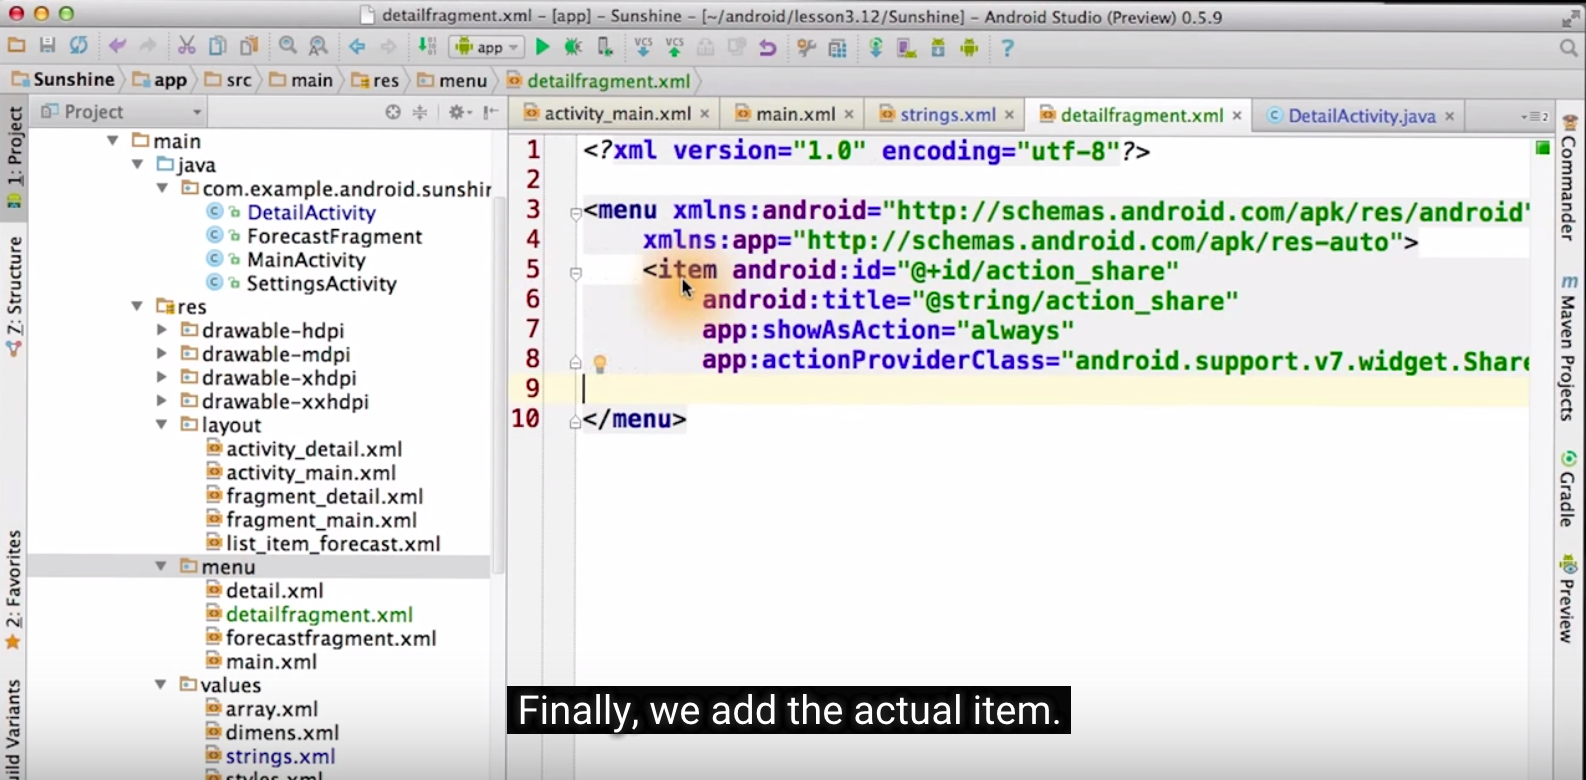 detailfragment.xml – [app] – Sunshine – [~/android/lesson3.12/Sunshine] – Android Studio (Preview) 0.5.9
app
VCS
VCS
?
Sunshine
app
src
main
res
menu
detailfragment.xml
1: Project
Z: Structure
2: Favorites
Build Variants
Project
main
java
com.example.android.sunshin
DetailActivity
ForecastFragment
MainActivity
SettingsActivity
res
drawable-hdpi
drawable-mdpi
drawable-xhdpi
drawable-xxhdpi
layout
activity_detail.xml
activity_main.xml
fragment_detail.xml
fragment_main.xml
list_item_forecast.xml
menu
detail.xml
detailfragment.xml
forecastfragment.xml
main.xml
values
array.xml
dimens.xml
strings.xml
styles.xml
activity_main.xml
main.xml
strings.xml
detailfragment.xml
DetailActivity.java
2
1 <?xml version="1.0" encoding="utf-8"?>
2
3 <menu xmlns:android="http://schemas.android.com/apk/res/android"
4 xmlns:app="http://schemas.android.com/apk/res-auto">
5 <item android:id="@+id/action_share"
6 android:title="@string/action_share"
7 app:showAsAction="always"
8 app:actionProviderClass="android.support.v7.widget.Share
9
10 </menu>
Commander
Maven Projects
Gradle
Preview
Finally, we add the actual item.